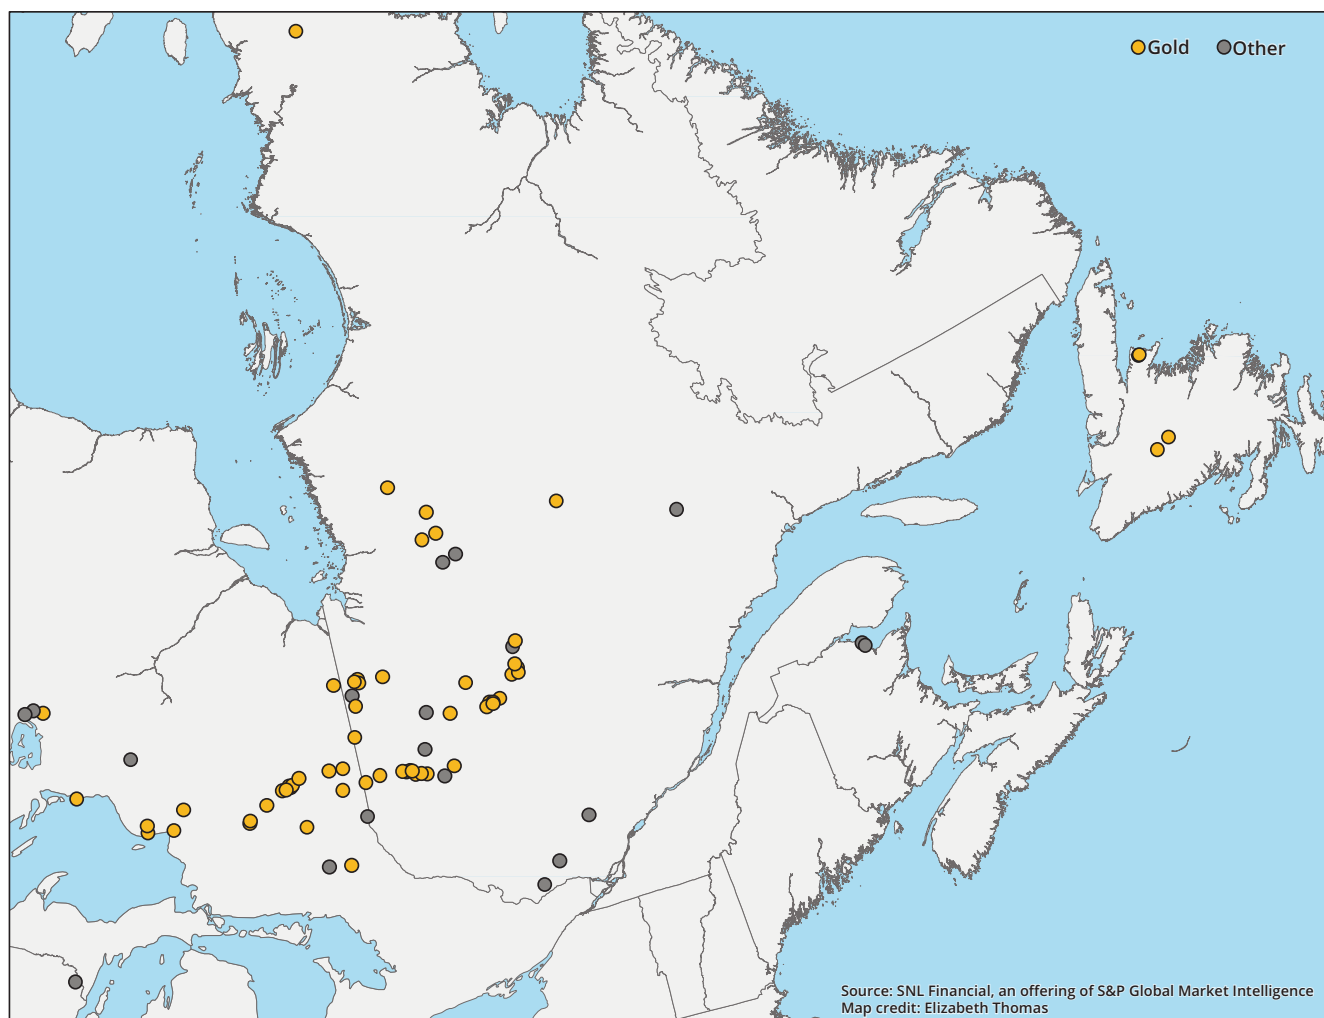 Gold Other
Source: SNL Financial, an offering of S&P Global Market Intelligence
Map credit: Elizabeth Thomas